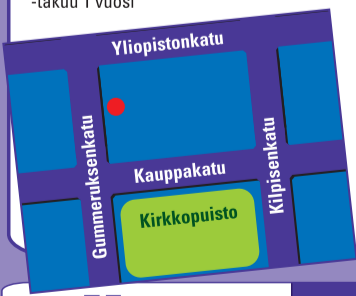 -takuu 1 vuosi
Yliopistonkatu
Gummeruksenkatu
Kauppakatu
Kilpisenkatu
Kirkkopuisto